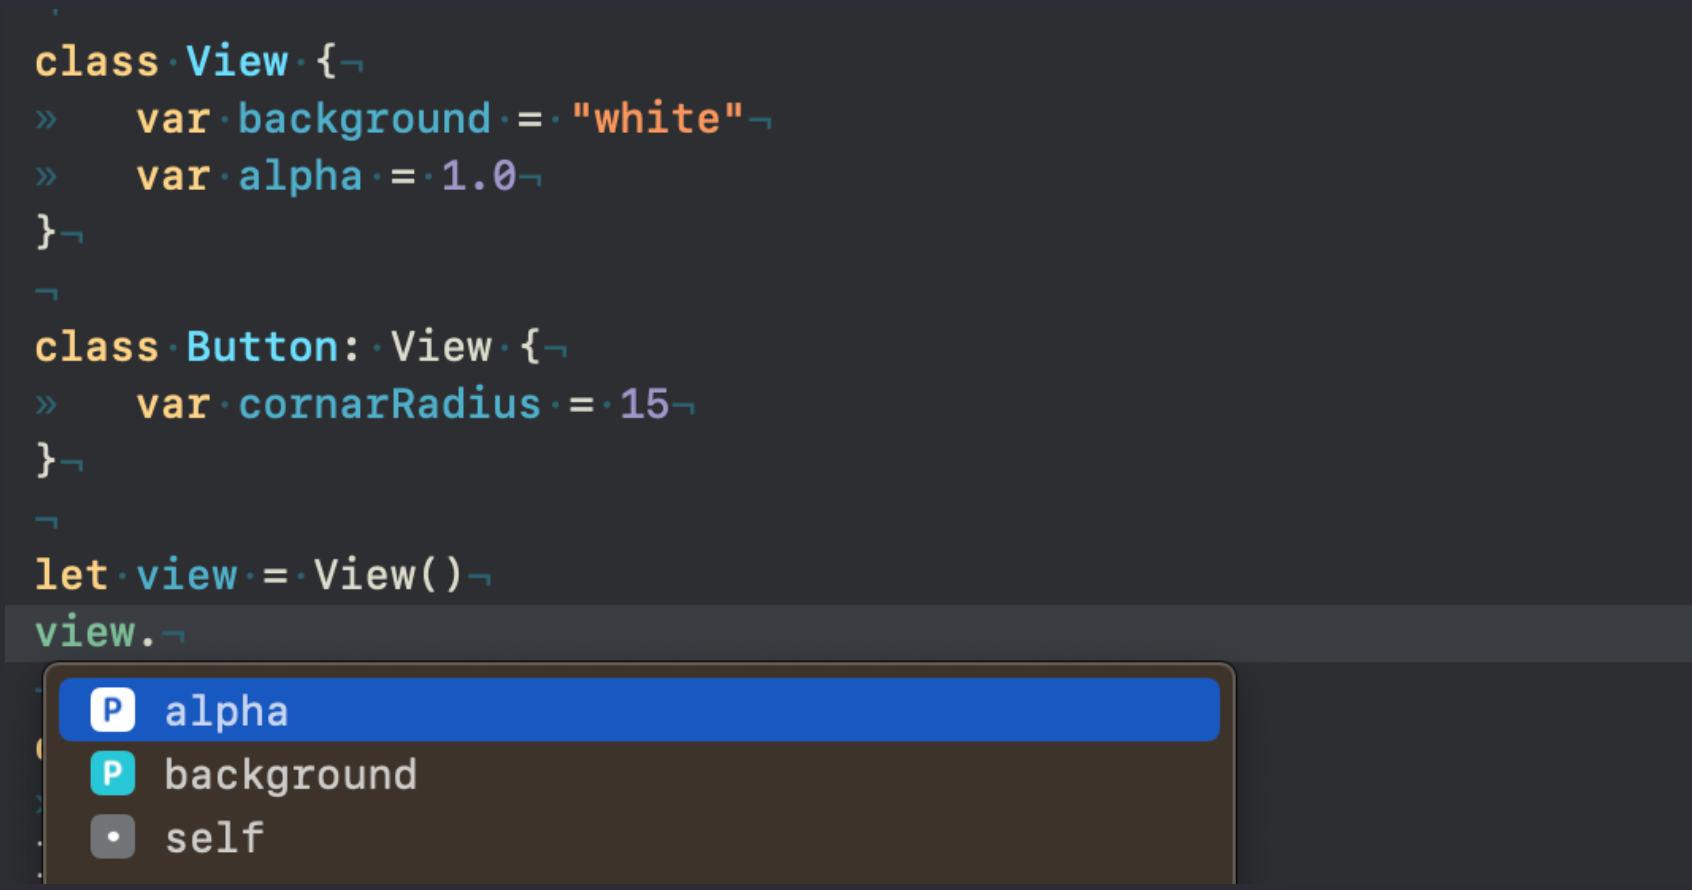 class View {
var background = "white"
var alpha = 1.0
}
class Button: View {
var cornarRadius = 15
}
let view = View()
view.
P alpha
P background
self